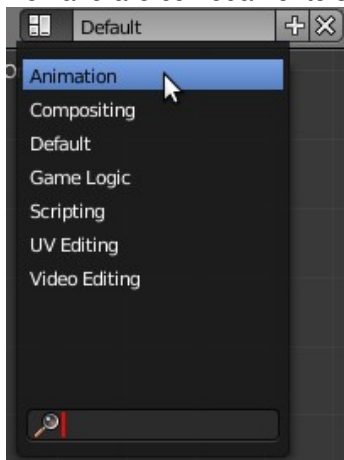 Default
Animation
Compositing
Default
Game Logic
Scripting
UV Editing
Video Editing